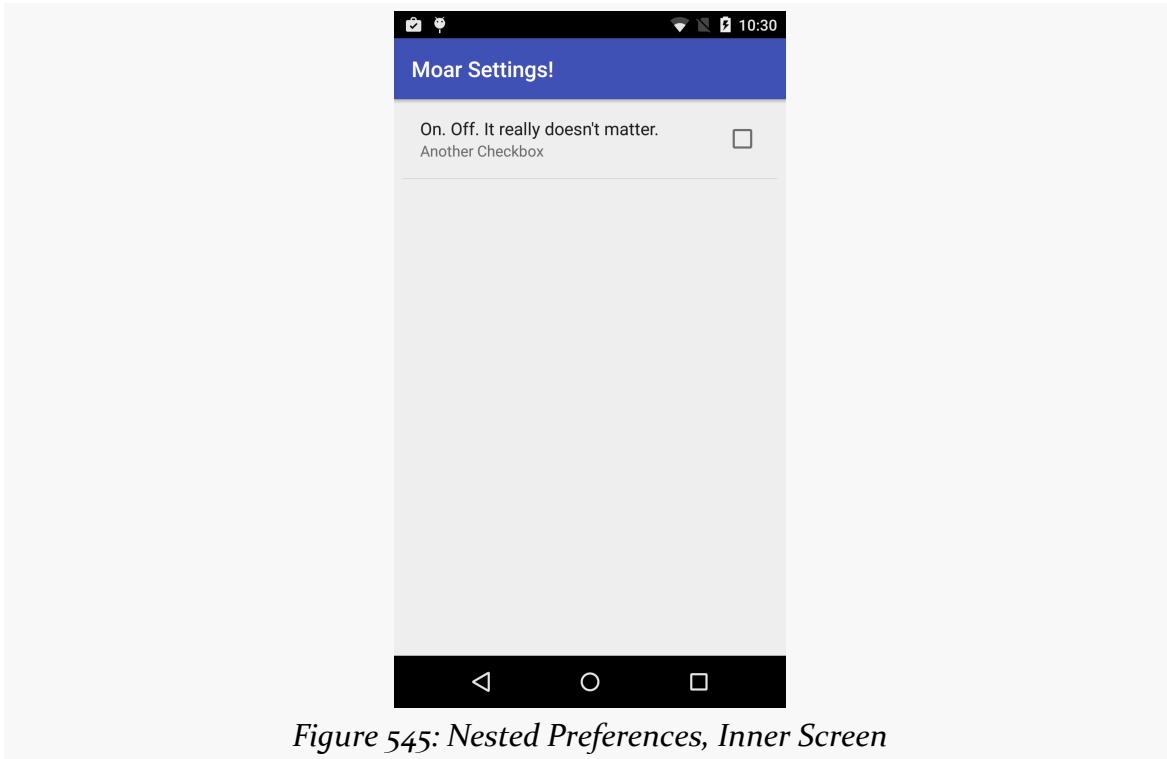 10:30
Moar Settings!
On. Off. It really doesn't matter.
Another Checkbox
Figure 545: Nested Preferences, Inner Screen